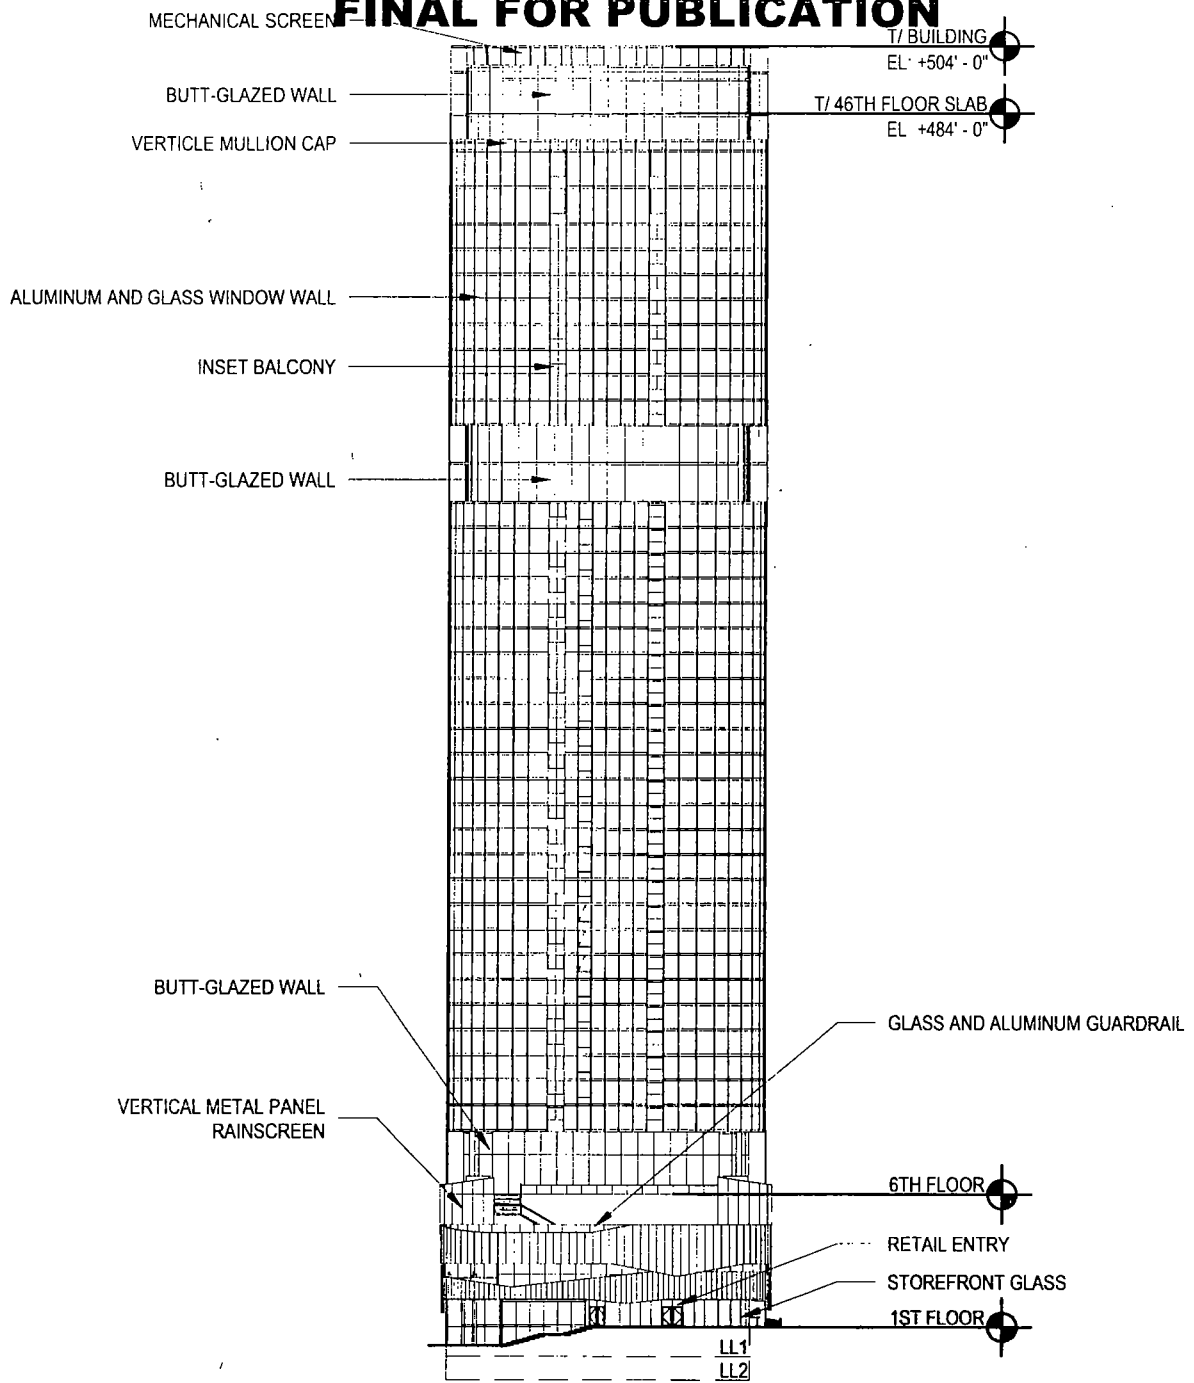 FINAL FOR PUBLICATION
MECHANICAL SCREEN
T/ BUILDING
EL: +504' - 0"
BUTT-GLAZED WALL
T/ 46TH FLOOR SLAB
EL +484' - 0"
VERTICLE MULLION CAP
ALUMINUM AND GLASS WINDOW WALL
INSET BALCONY
BUTT-GLAZED WALL
BUTT-GLAZED WALL
GLASS AND ALUMINUM GUARDRAIL
VERTICAL METAL PANEL
RAINSCREEN
6TH FLOOR
RETAIL ENTRY
STOREFRONT GLASS
1ST FLOOR
LL1
LL2